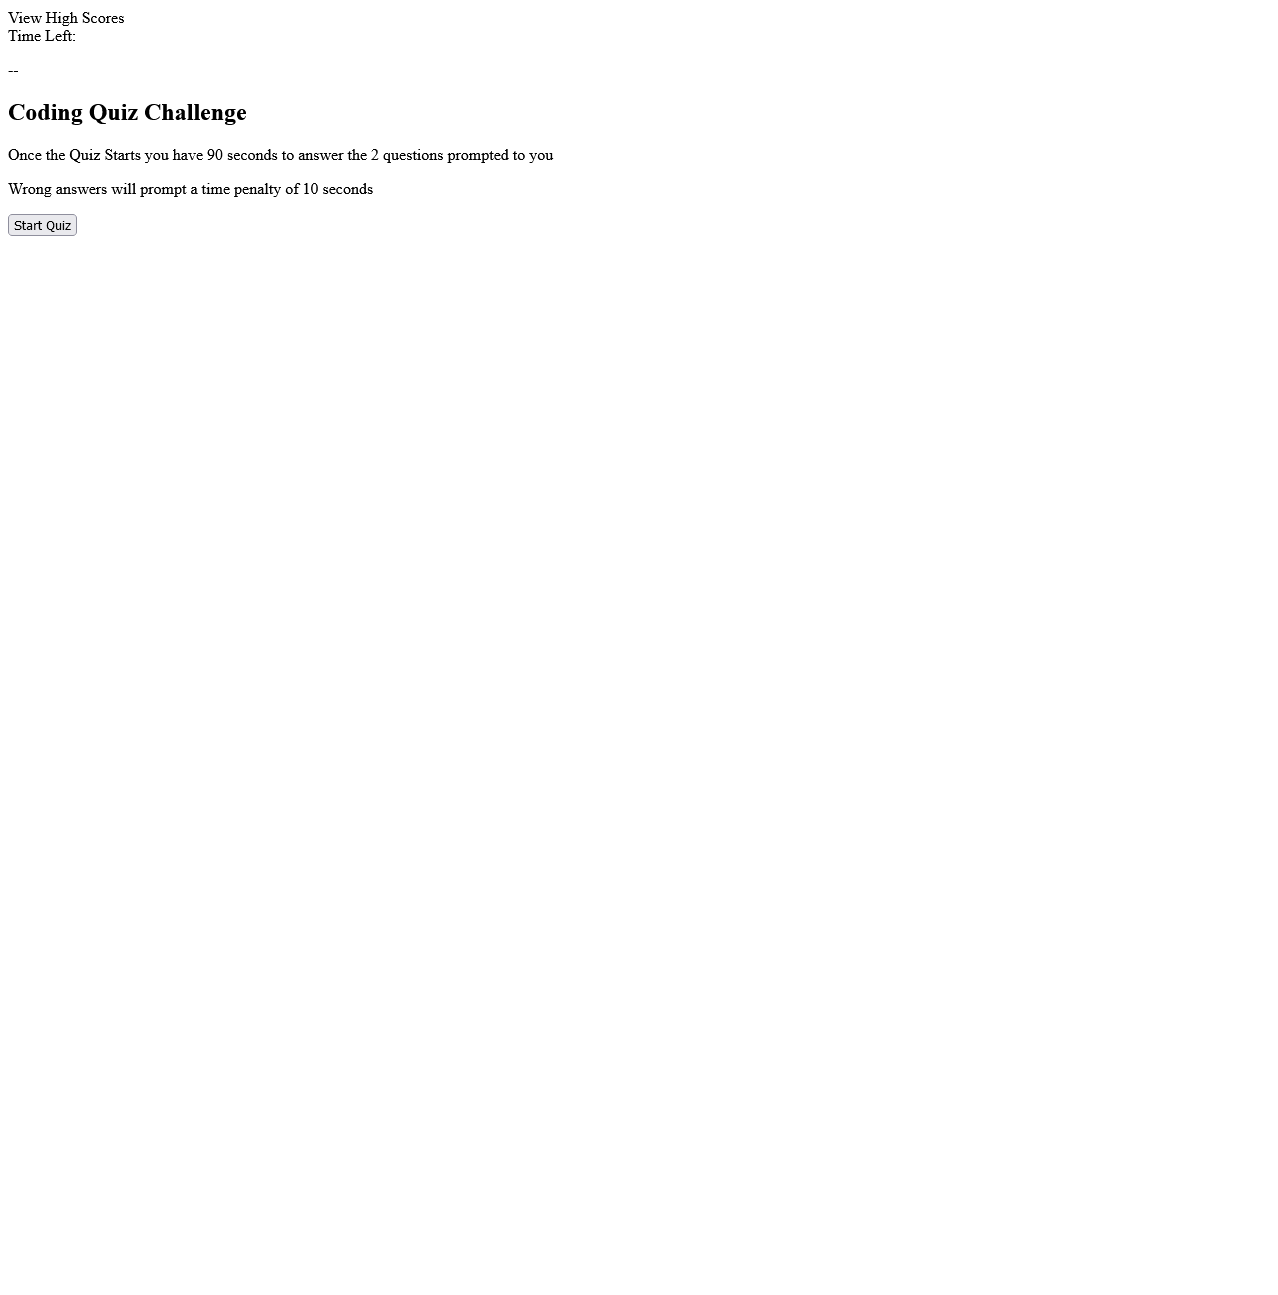 View High Scores
Time Left:
--
Coding Quiz Challenge
Once the Quiz Starts you have 90 seconds to answer the 2 questions prompted to you
Wrong answers will prompt a time penalty of 10 seconds
Start Quiz